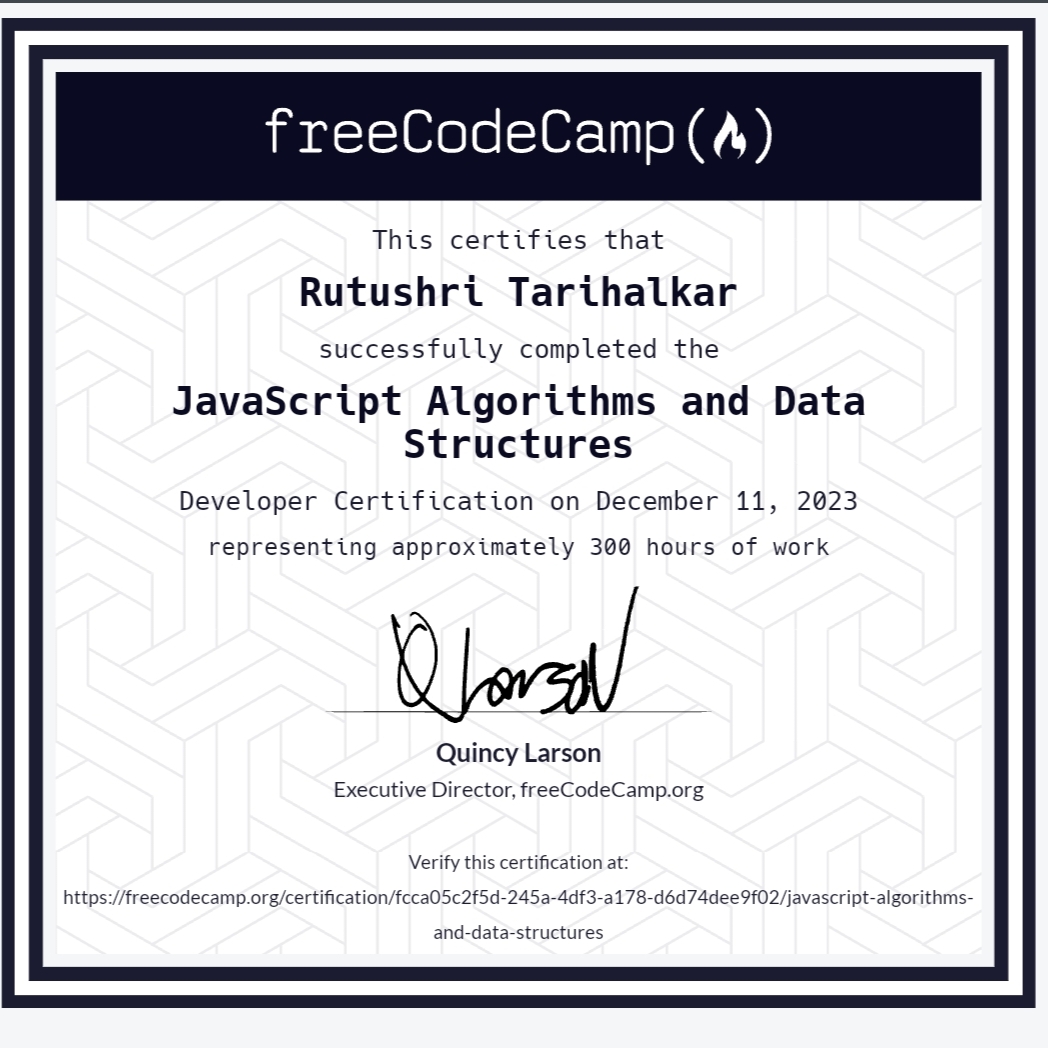 freeCodeCamp(🔥)
This certifies that
Rutushri Tarihalkar
successfully completed the
JavaScript Algorithms and Data
Structures
Developer Certification on December 11, 2023
representing approximately 300 hours of work
Q Larson
Quincy Larson
Executive Director, freeCodeCamp.org
Verify this certification at:
https://freecodecamp.org/certification/fcca05c2f5d-245a-4df3-a178-d6d74dee9f02/javascript-algorithms-
and-data-structures